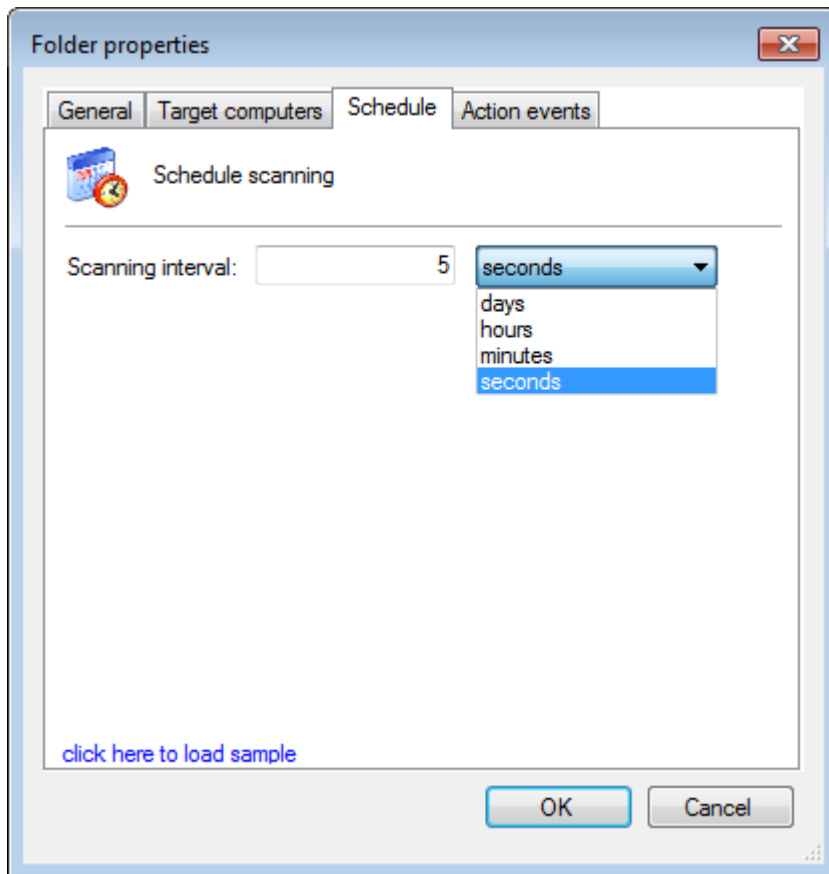 Folder properties
General Target computers Schedule Action events
Schedule scanning
Scanning interval: 5 seconds
days
hours
minutes
seconds
click here to load sample
OK Cancel